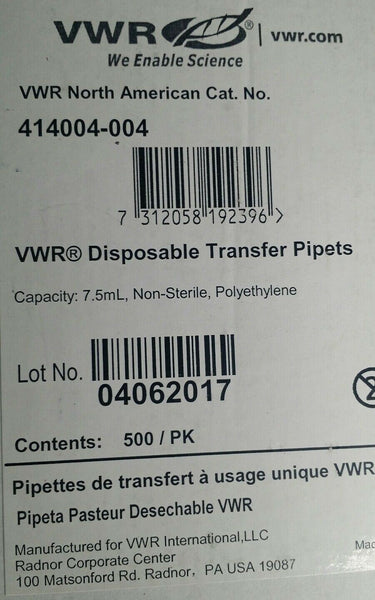 VWR® | vwr.com
We Enable Science
VWR North American Cat. No.
414004-004
7 312058 192396 >
VWR® Disposable Transfer Pipets
Capacity: 7.5mL, Non-Sterile, Polyethylene
Lot No.
04062017
Contents: 500 / PK
Pipettes de transfert à usage unique VWR
Pipeta Pasteur Desechable VWR
Manufactured for VWR International,LLC
Radnor Corporate Center
100 Matsonford Rd. Radnor, PA USA 19087